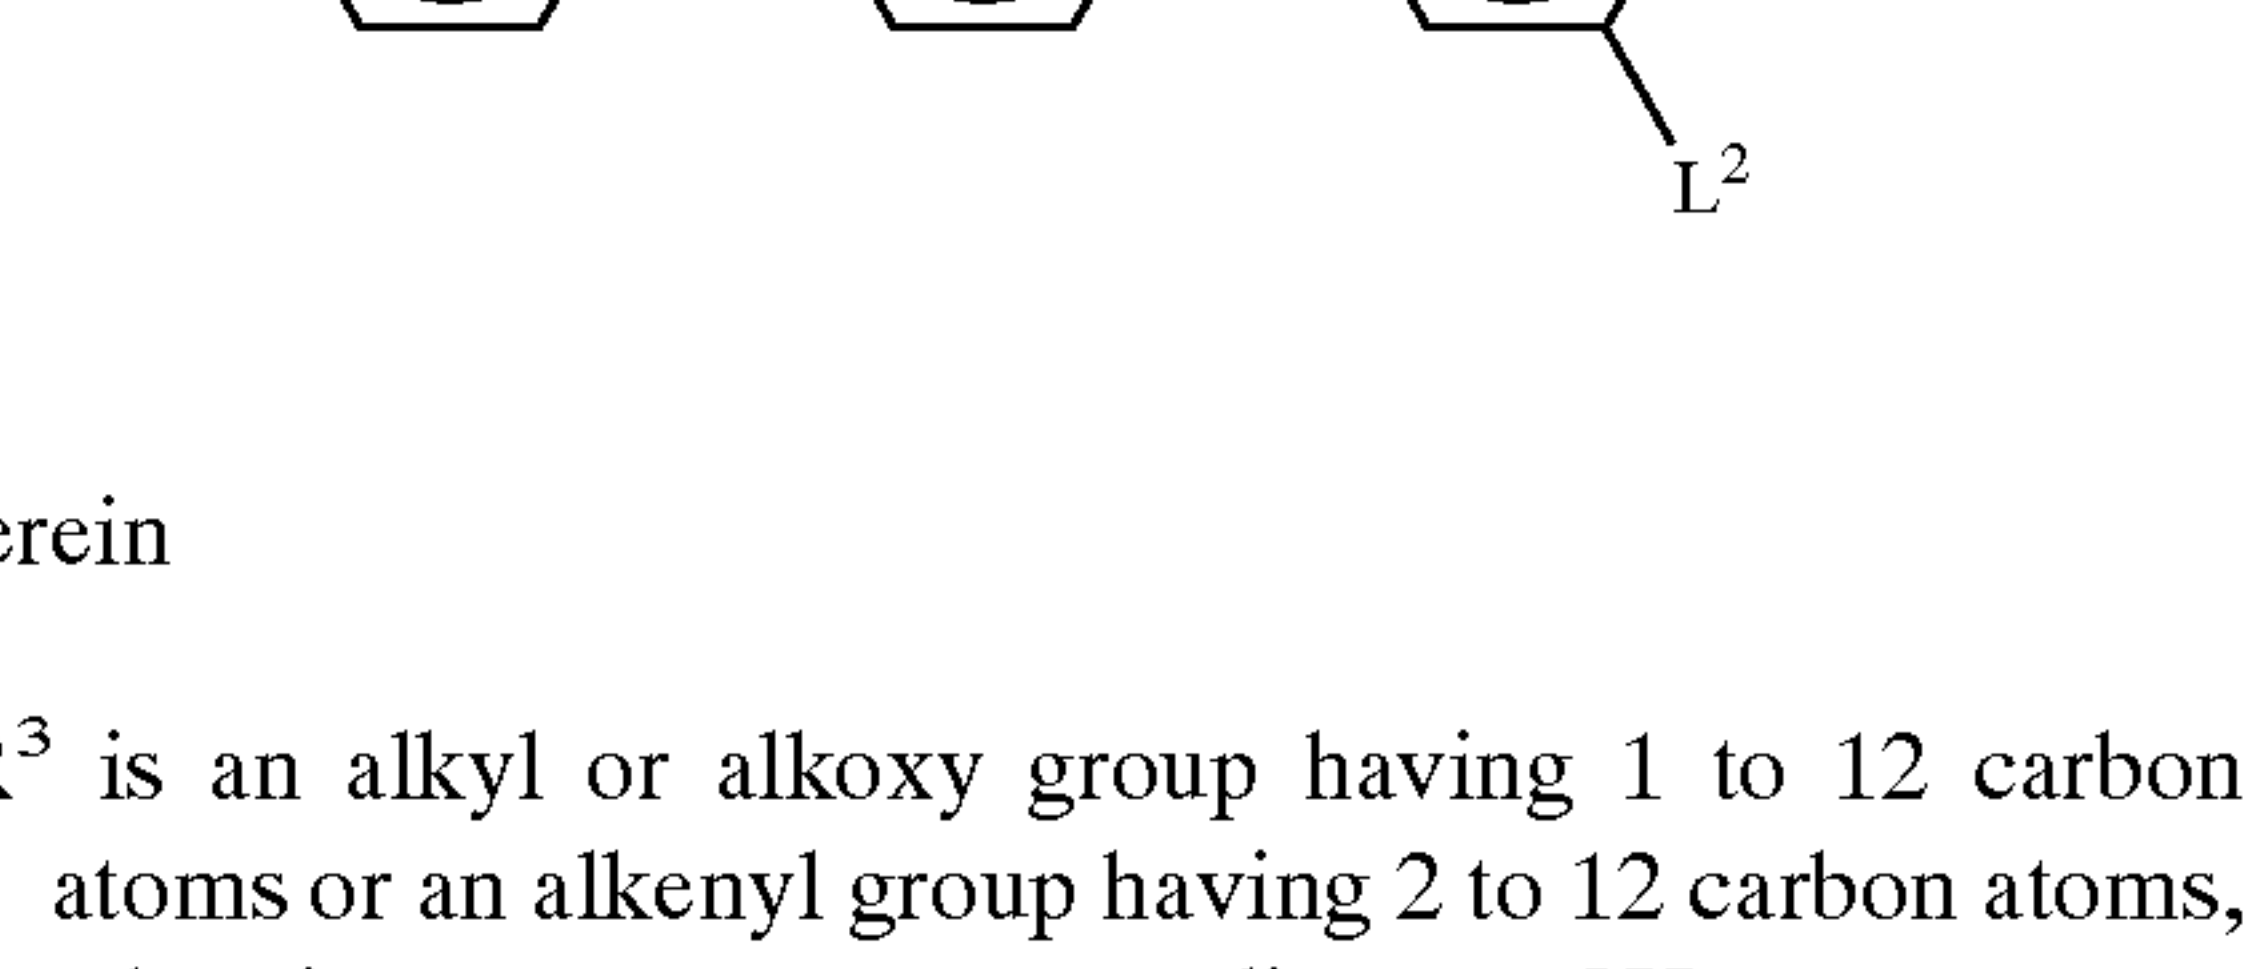 L²
erein
R³ is an alkyl or alkoxy group having 1 to 12 carbon
atoms or an alkenyl group having 2 to 12 carbon atoms,